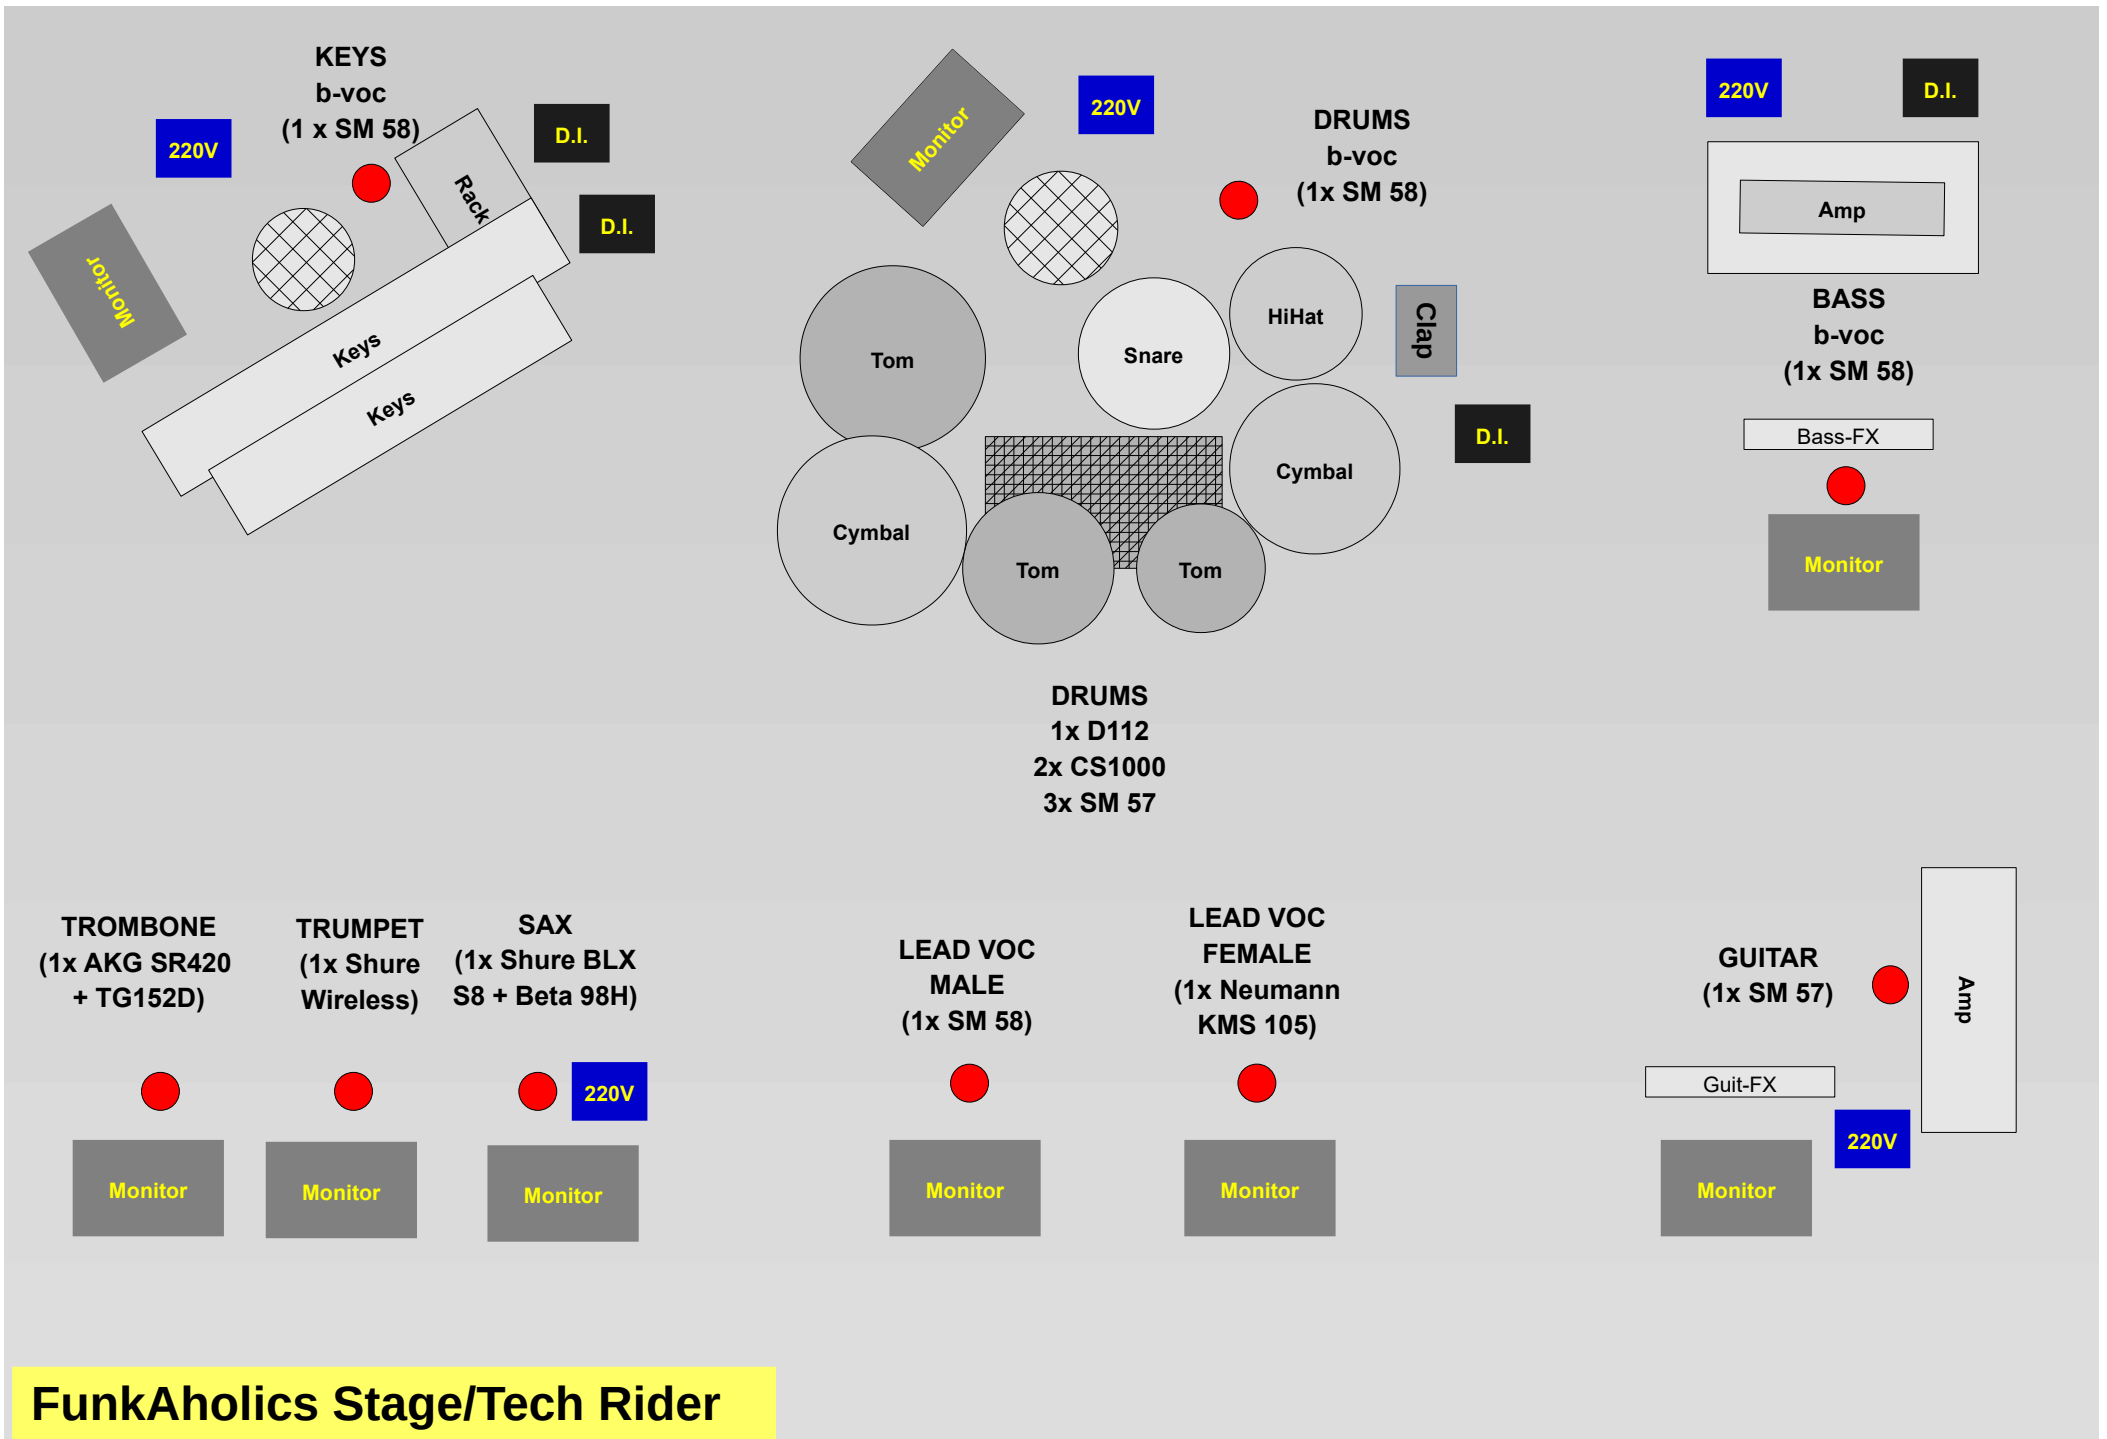 KEYS
b-voc
(1 x SM 58)
220V
D.I.
Rack
D.I.
Monitor
Keys
Keys
Monitor
220V
DRUMS
b-voc
(1x SM 58)
Tom
Snare
HiHat
Clap
D.I.
Cymbal
Cymbal
Tom
Tom
DRUMS
1x D112
2x CS1000
3x SM 57
220V
D.I.
Amp
BASS
b-voc
(1x SM 58)
Bass-FX
Monitor
TROMBONE
(1x AKG SR420
+ TG152D)
Monitor
TRUMPET
(1x Shure
Wireless)
Monitor
SAX
(1x Shure BLX
S8 + Beta 98H)
220V
Monitor
LEAD VOC
MALE
(1x SM 58)
Monitor
LEAD VOC
FEMALE
(1x Neumann
KMS 105)
Monitor
GUITAR
(1x SM 57)
Amp
Guit-FX
220V
Monitor
FunkAholics Stage/Tech Rider